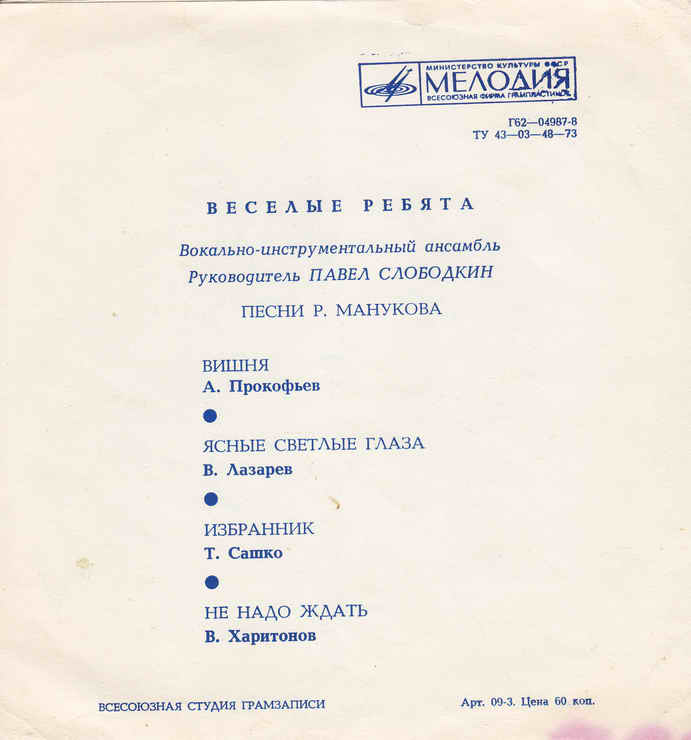 МИНИСТЕРСТВО КУЛЬТУРЫ СССР
МЕЛОДИЯ
ВСЕСОЮЗНАЯ ФИРМА ГРАМПЛАСТИНОК
Г62—04987-8
ТУ 43—03—48—73
ВЕСЕЛЫЕ РЕБЯТА
Вокально-инструментальный ансамбль
Руководитель ПАВЕЛ СЛОБОДКИН
ПЕСНИ Р. МАНУКОВА
ВИШНЯ
А. Прокофьев
ЯСНЫЕ СВЕТЛЫЕ ГЛАЗА
В. Лазарев
ИЗБРАННИК
Т. Сашко
НЕ НАДО ЖДАТЬ
В. Харитонов
ВСЕСОЮЗНАЯ СТУДИЯ ГРАМЗАПИСИ
Арт. 09-3. Цена 60 коп.